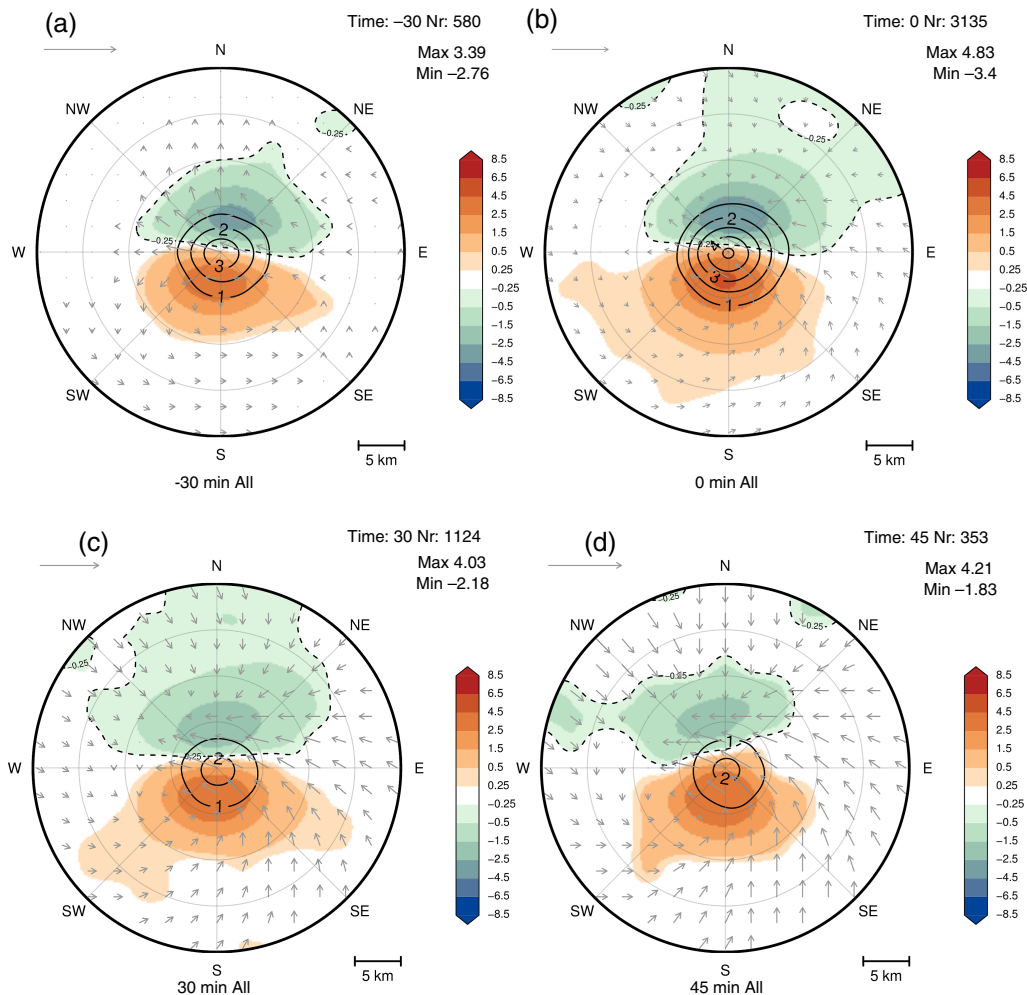 (a)
Time: −30 Nr: 580
Max 3.39
Min −2.76
N
NW
NE
W
E
SW
SE
S
−0.25
−0.25
2
3
1
8.5
6.5
4.5
2.5
1.5
0.5
0.25
−0.25
−0.5
−1.5
−2.5
−4.5
−6.5
−8.5
5 km
-30 min All
(b)
Time: 0 Nr: 3135
Max 4.83
Min −3.4
N
NW
NE
W
E
SW
SE
S
−0.25
−0.25
−0.25
2
4
3
1
8.5
6.5
4.5
2.5
1.5
0.5
0.25
−0.25
−0.5
−1.5
−2.5
−4.5
−6.5
−8.5
5 km
0 min All
(c)
Time: 30 Nr: 1124
Max 4.03
Min −2.18
N
NW
NE
W
E
SW
SE
S
−0.25
−0.25
2
1
8.5
6.5
4.5
2.5
1.5
0.5
0.25
−0.25
−0.5
−1.5
−2.5
−4.5
−6.5
−8.5
5 km
30 min All
(d)
Time: 45 Nr: 353
Max 4.21
Min −1.83
N
NW
NE
W
E
SW
SE
S
−0.25
−0.25
−0.25
1
2
8.5
6.5
4.5
2.5
1.5
0.5
0.25
−0.25
−0.5
−1.5
−2.5
−4.5
−6.5
−8.5
5 km
45 min All